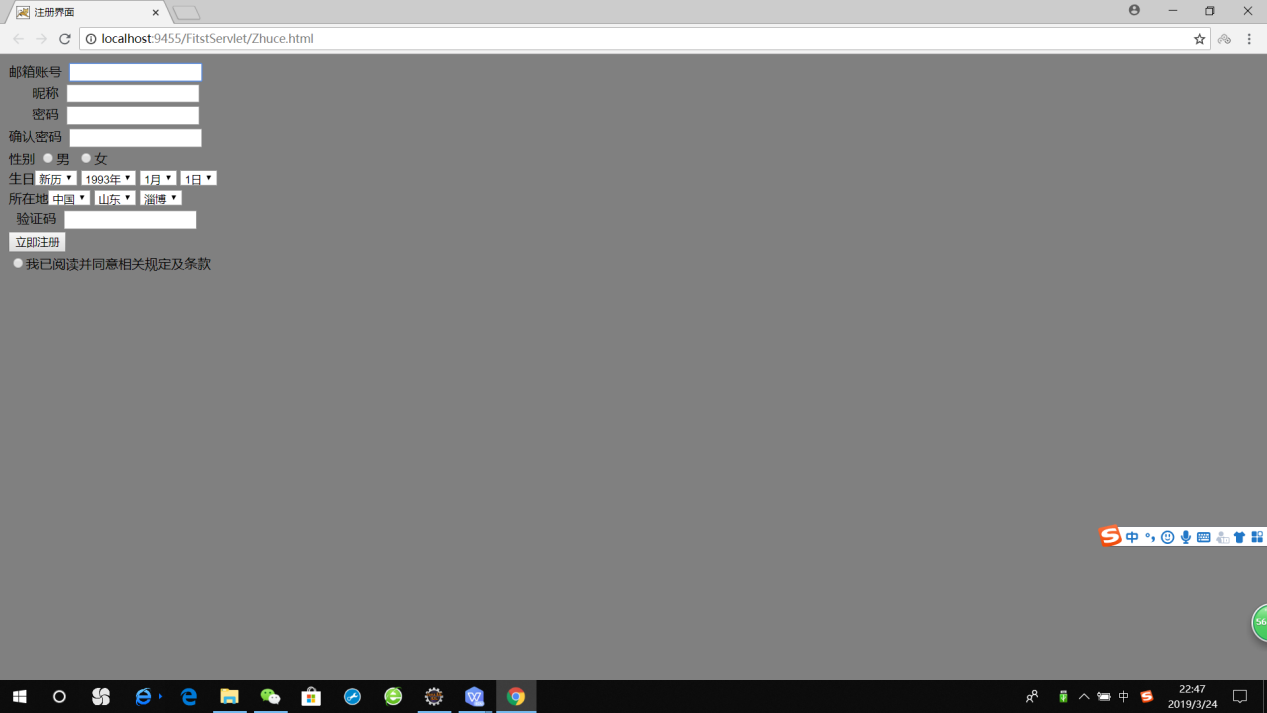 注册界面
localhost:9455/FitstServlet/Zhuce.html
邮箱账号
昵称
密码
确认密码
性别 男 女
生日 新历 1993年 1月 1日
所在地 中国 山东 淄博
验证码
立即注册
我已阅读并同意相关规定及条款
中
56
中
22:47
2019/3/24